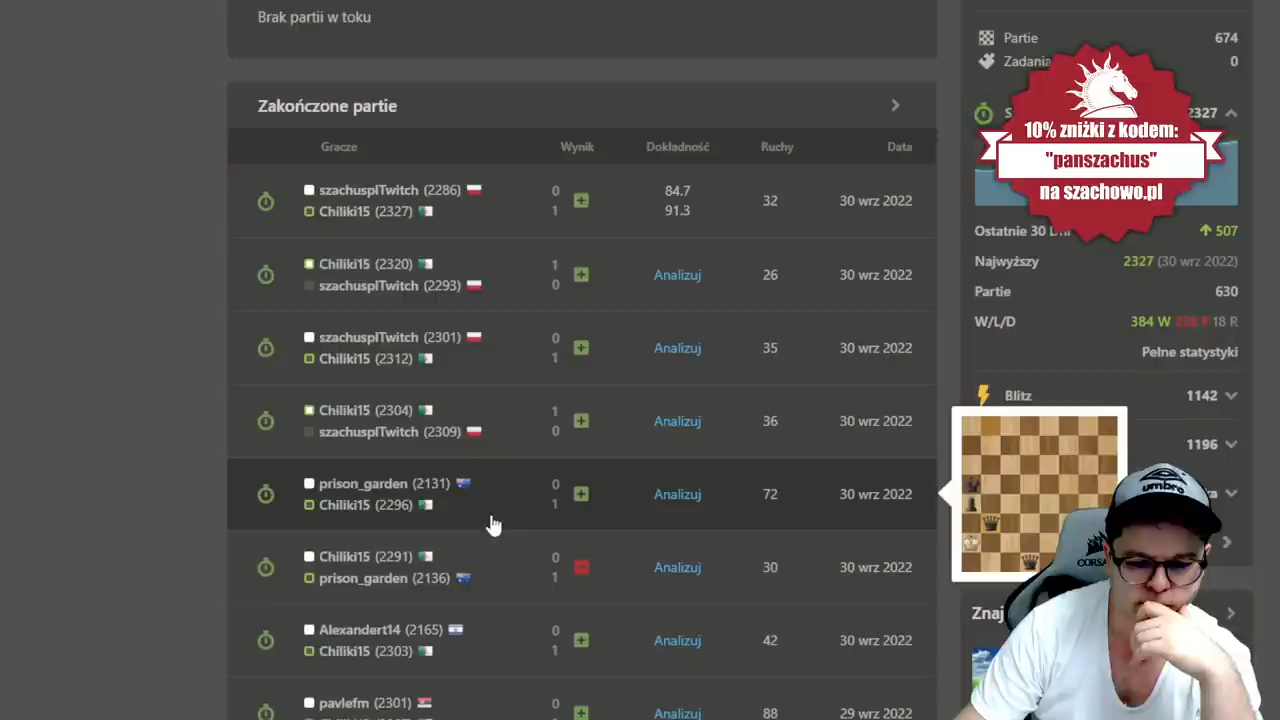 Brak partii w toku
Zakończone partie
Gracze Wynik Dokładność Ruchy Data
szachusplTwitch (2286) 0 84.7
Chiliki15 (2327) 1 91.3
32 30 wrz 2022
Chiliki15 (2320) 1
szachusplTwitch (2293) 0
Analizuj 26 30 wrz 2022
szachusplTwitch (2301) 0
Chiliki15 (2312) 1
Analizuj 35 30 wrz 2022
Chiliki15 (2304) 1
szachusplTwitch (2309) 0
Analizuj 36 30 wrz 2022
prison_garden (2131) 0
Chiliki15 (2296) 1
Analizuj 72 30 wrz 2022
Chiliki15 (2291) 0
prison_garden (2136) 1
Analizuj 30 30 wrz 2022
Alexandert14 (2165) 0
Chiliki15 (2303) 1
Analizuj 42 30 wrz 2022
pavlefm (2301) 0
Analizuj 88 29 wrz 2022
Partie 674
Zadania 0
2327
10% zniżki z kodem:
"panszachus"
na szachowo.pl
Ostatnie 30 507
Najwyższy 2327 (30 wrz 2022)
Partie 630
W/L/D 384 W 18 R
Pełne statystyki
Blitz 1142
1196
Znaj
umbro
CORSA